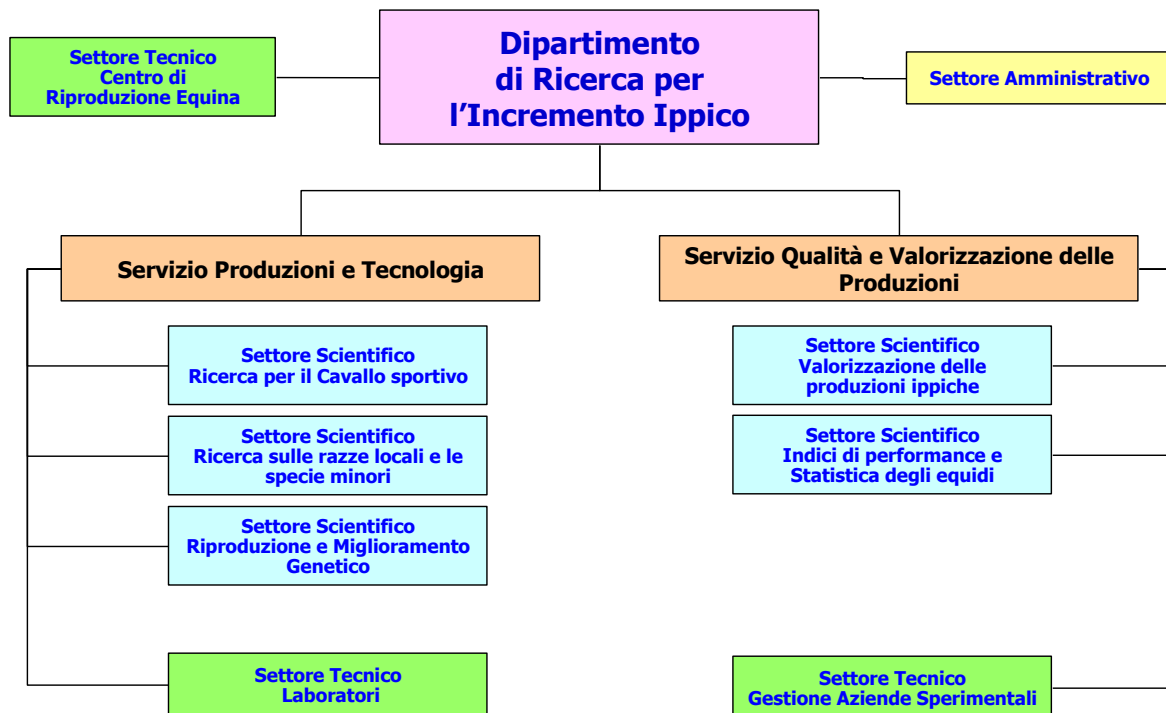 Settore Tecnico
Centro di
Riproduzione Equina
Dipartimento
di Ricerca per
l’Incremento Ippico
Settore Amministrativo
Servizio Produzioni e Tecnologia
Servizio Qualità e Valorizzazione delle
Produzioni
Settore Scientifico
Ricerca per il Cavallo sportivo
Settore Scientifico
Ricerca sulle razze locali e le
specie minori
Settore Scientifico
Riproduzione e Miglioramento
Genetico
Settore Tecnico
Laboratori
Settore Scientifico
Valorizzazione delle
produzioni ippiche
Settore Scientifico
Indici di performance e
Statistica degli equidi
Settore Tecnico
Gestione Aziende Sperimentali